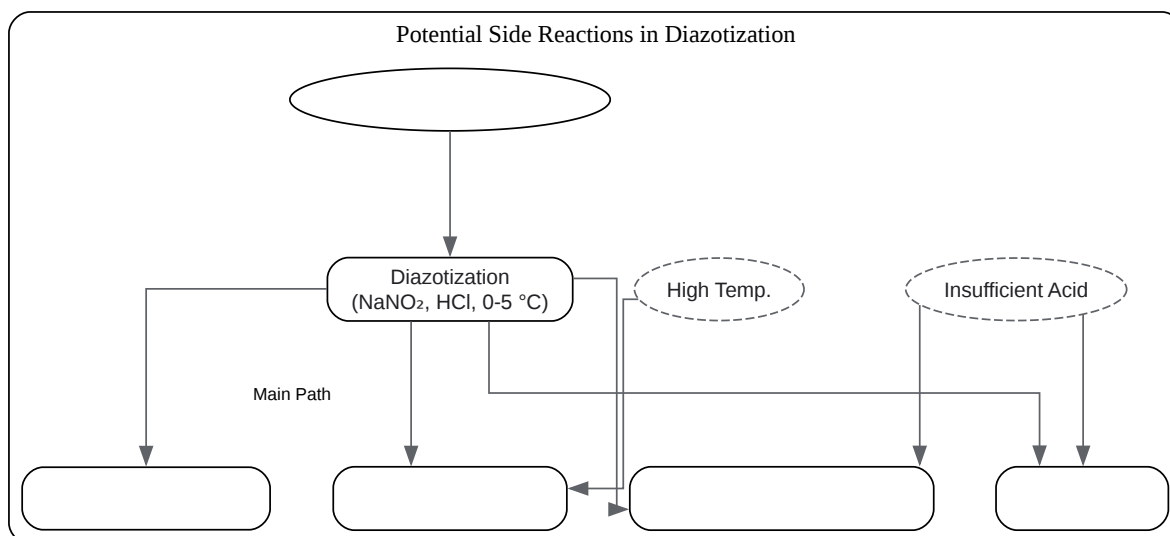 Potential Side Reactions in Diazotization
Diazotization
(NaNO₂, HCl, 0-5 °C)
High Temp.
Insufficient Acid
Main Path